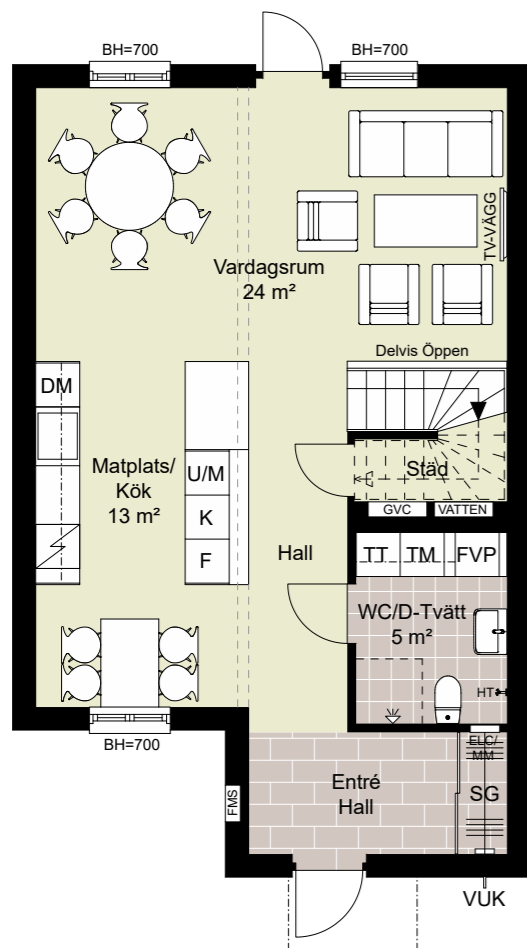 BH=700
BH=700
TV-VÄGG
Vardagsrum
24 m²
Delvis Öppen
DM
Matplats/
Kök
13 m²
U/M
K
F
Städ
GVC
VATTEN
Hall
TT
TM
FVP
WC/D-Tvätt
5 m²
HT
BH=700
ELC/
MM
Entré
Hall
SG
FMS
VUK